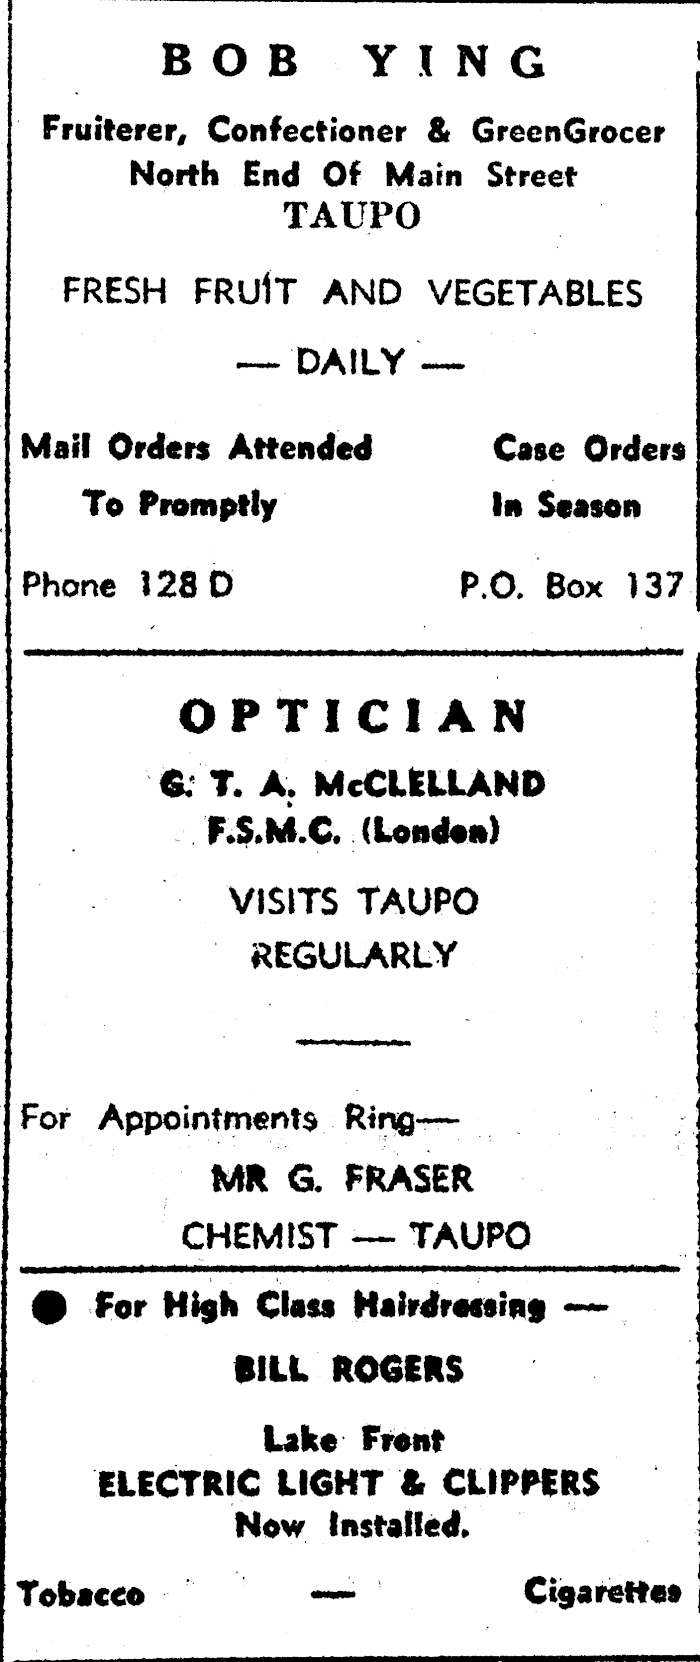 BOB YING
Fruiterer, Confectioner & GreenGrocer
North End Of Main Street
TAUPO
FRESH FRUIT AND VEGETABLES
— DAILY —
Mail Orders Attended Case Orders
To Promptly In Season
Phone 128 D P.O. Box 137
OPTICIAN
G. T. A. McCLELLAND
F.S.M.C. (London)
VISITS TAUPO
REGULARLY
For Appointments Ring—
MR G. FRASER
CHEMIST — TAUPO
● For High Class Hairdressing —
BILL ROGERS
Lake Front
ELECTRIC LIGHT & CLIPPERS
Now Installed.
Tobacco — Cigarettes